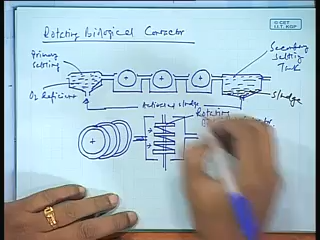 Rotating biological Contactor
© CET
I.I.T. KGP
Primary
Settling
Secondary
Settling
Tank
O2 deficient
Sludge
Activated sludge
Rotating